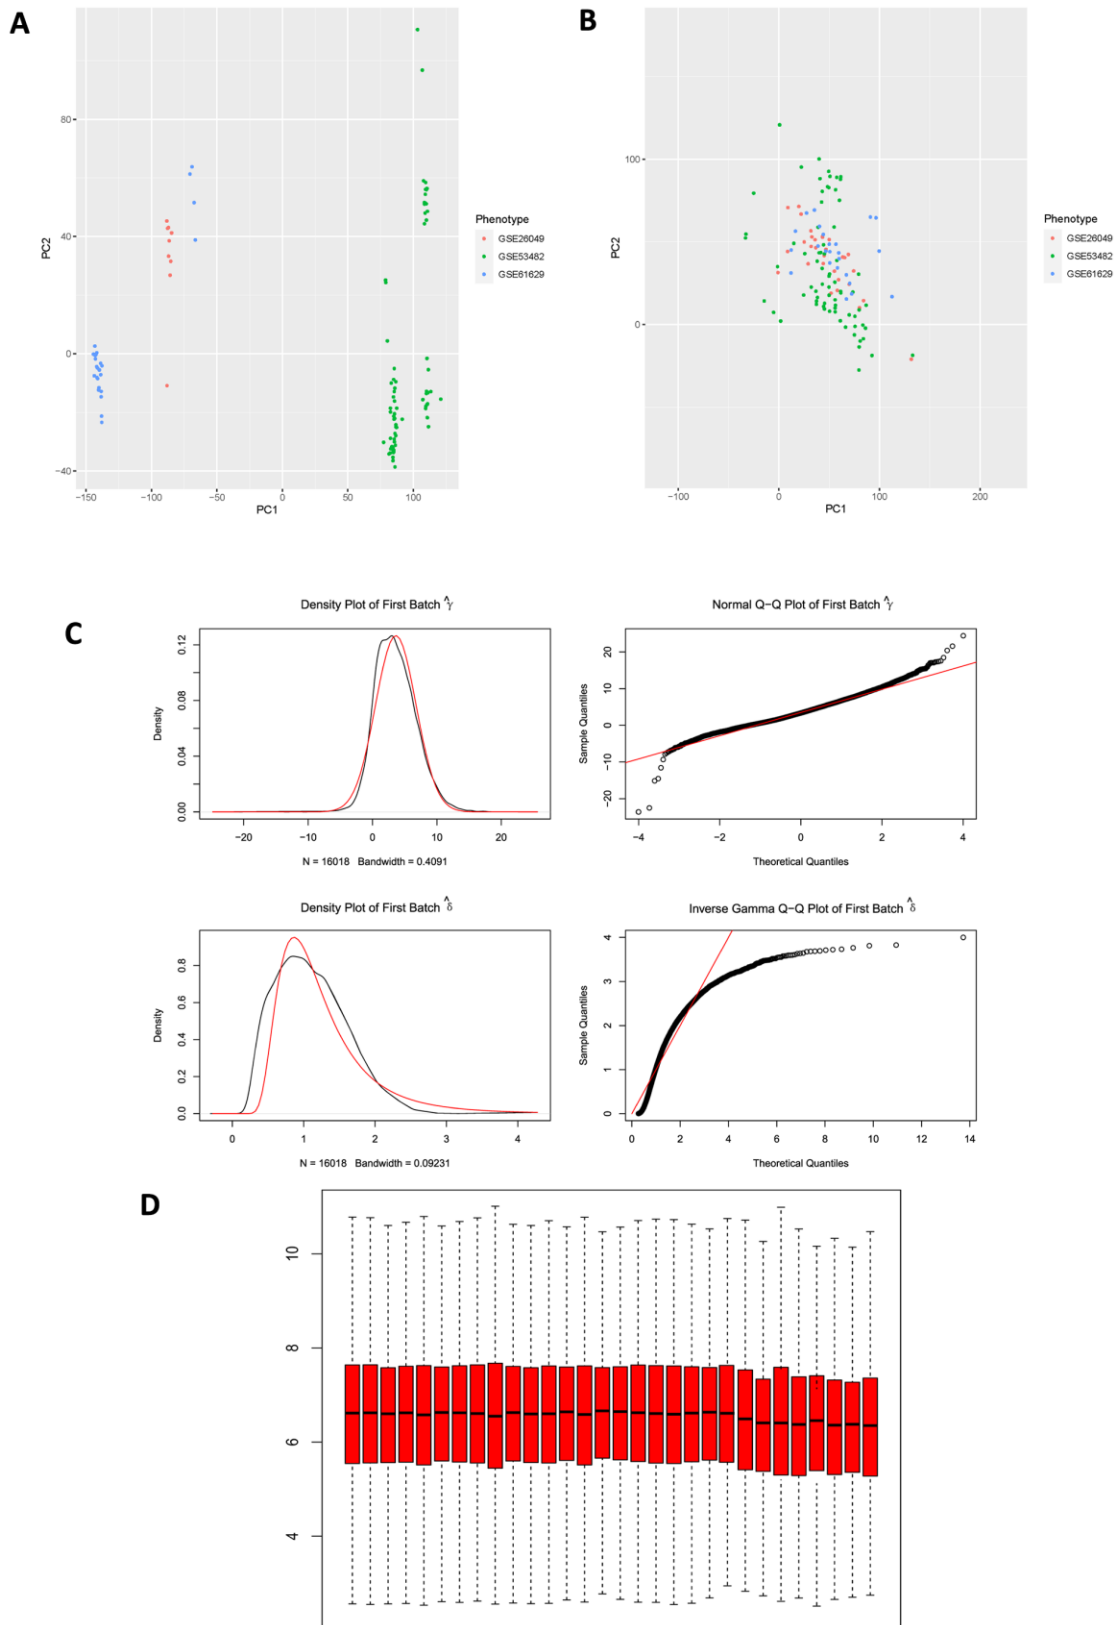 A
B
80
40
0
−40
PC2
−150
−100
−50
0
50
100
PC1
Phenotype
GSE26049
GSE53482
GSE61629
100
0
PC2
−100
0
100
200
PC1
Phenotype
GSE26049
GSE53482
GSE61629
C
Density Plot of First Batch γ̂
0.12
0.08
0.04
0.00
Density
−20
−10
0
10
20
N = 16018 Bandwidth = 0.4091
Normal Q−Q Plot of First Batch γ̂
20
10
0
−10
−20
Sample Quantiles
−4
−2
0
2
4
Theoretical Quantiles
Density Plot of First Batch δ̂
0.8
0.6
0.4
0.2
0.0
Density
0
1
2
3
4
N = 16018 Bandwidth = 0.09231
Inverse Gamma Q−Q Plot of First Batch δ̂
4
3
2
1
0
Sample Quantiles
0
2
4
6
8
10
12
14
Theoretical Quantiles
D
10
8
6
4